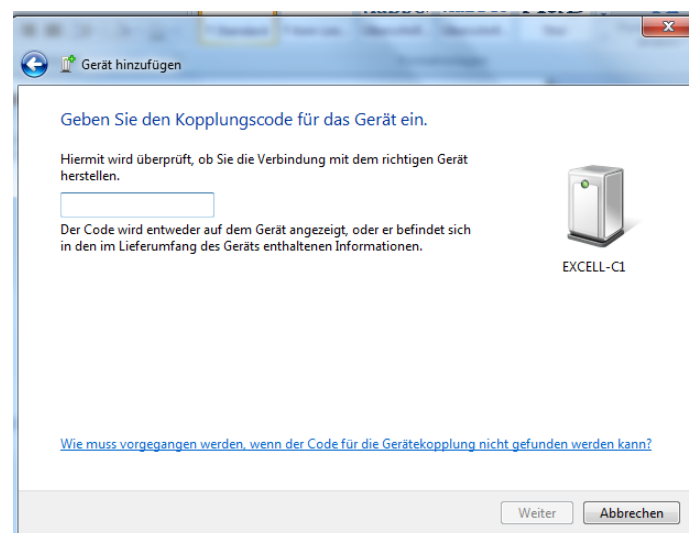 Gerät hinzufügen
Geben Sie den Kopplungscode für das Gerät ein.
Hiermit wird überprüft, ob Sie die Verbindung mit dem richtigen Gerät
herstellen.
Der Code wird entweder auf dem Gerät angezeigt, oder er befindet sich
in den im Lieferumfang des Geräts enthaltenen Informationen.
EXCELL-C1
Wie muss vorgegangen werden, wenn der Code für die Gerätekopplung nicht gefunden werden kann?
Weiter
Abbrechen